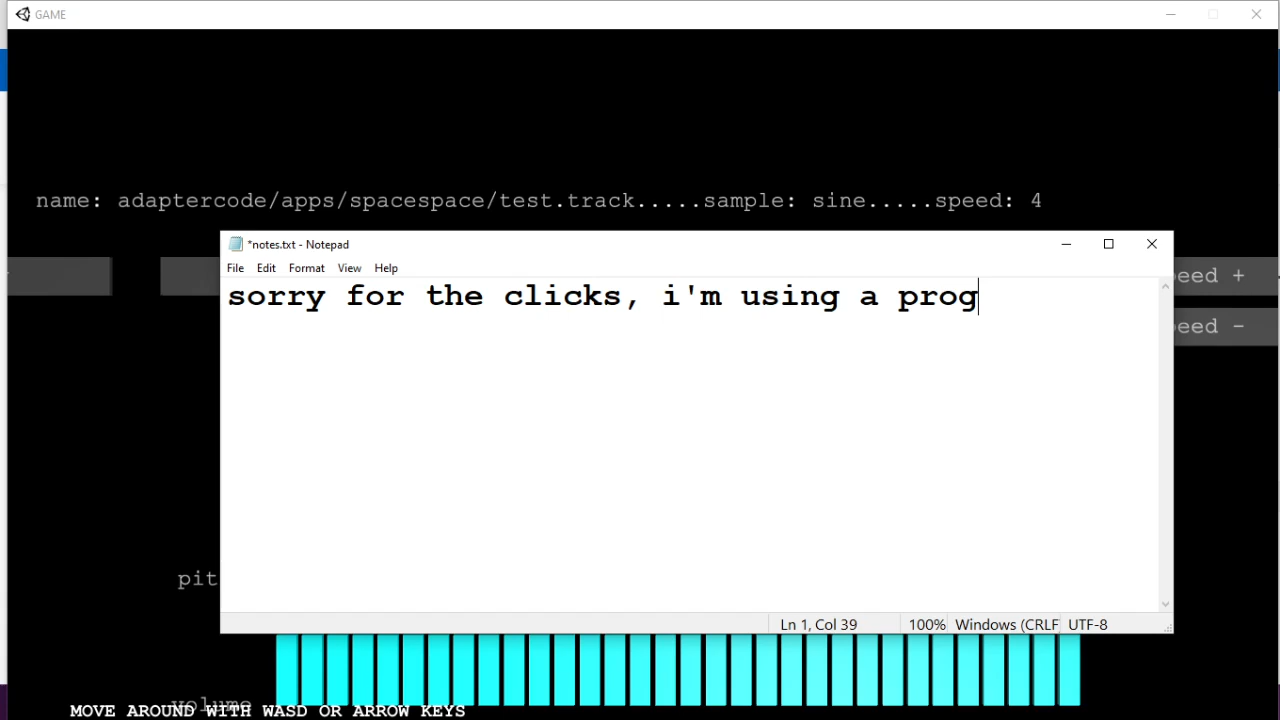 GAME
name: adaptercode/apps/spacespace/test.track.....sample: sine.....speed: 4
*notes.txt - Notepad
File Edit Format View Help
eed +
sorry for the clicks, i'm using a prog
eed -
pit
Ln 1, Col 39 100% Windows (CRLF UTF-8
volume
MOVE AROUND WITH WASD OR ARROW KEYS